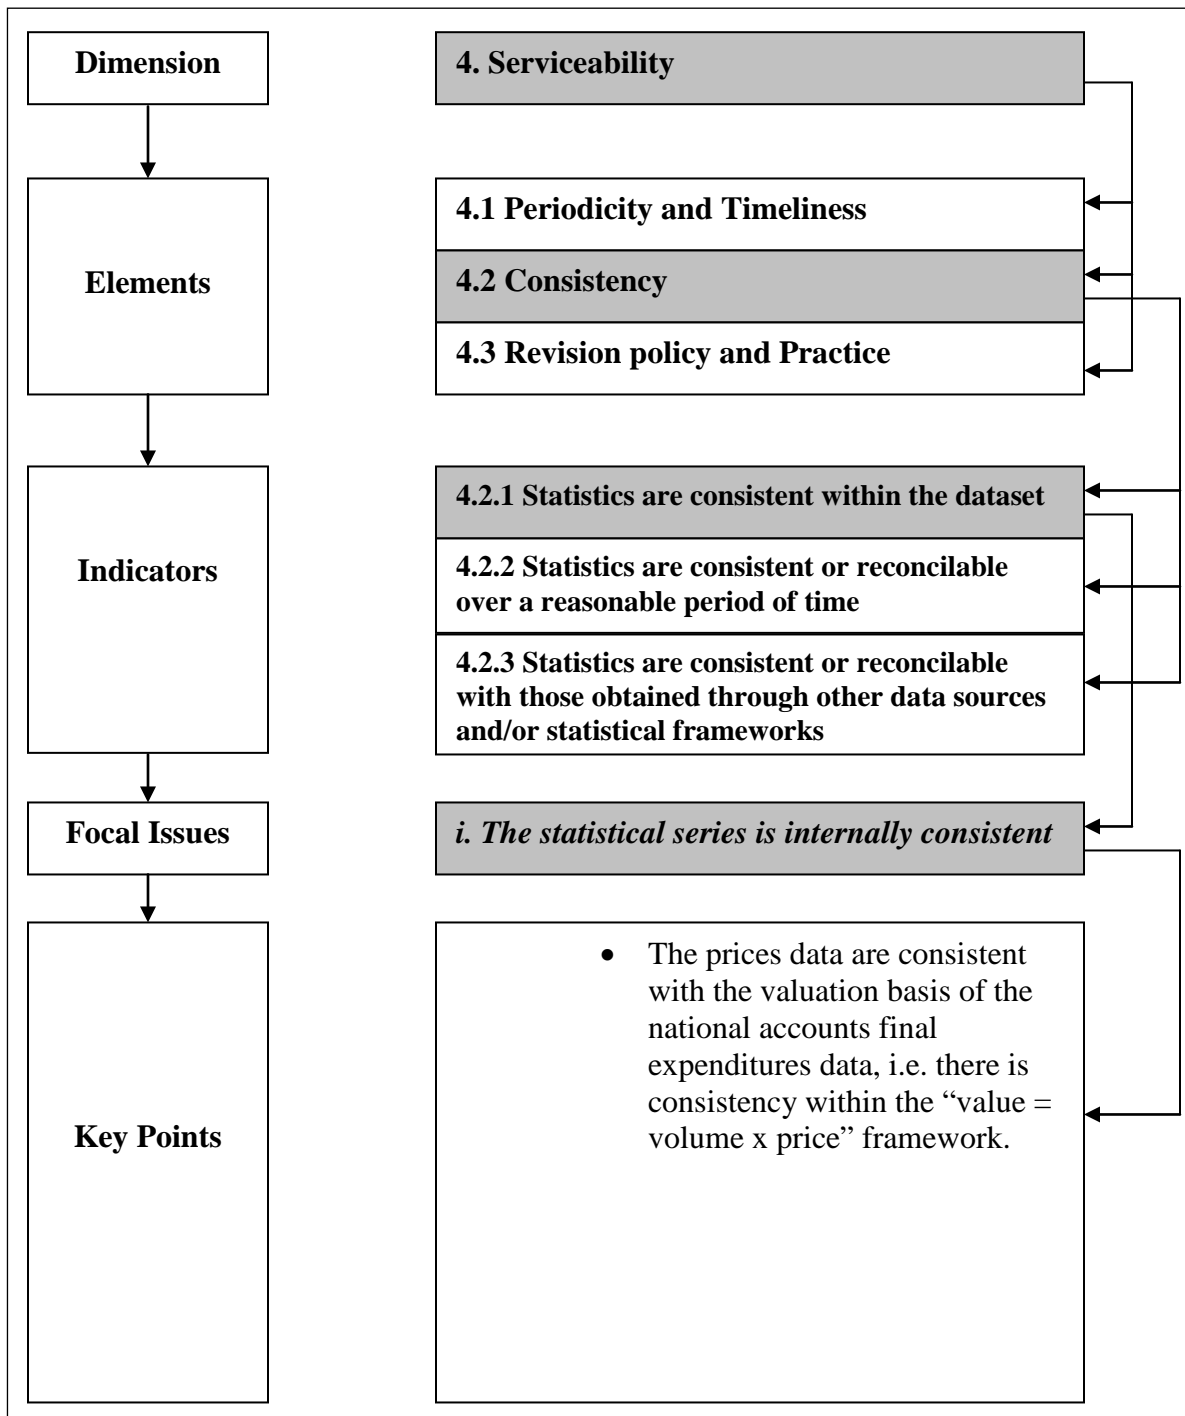 Dimension
4. Serviceability
Elements
4.1 Periodicity and Timeliness
4.2 Consistency
4.3 Revision policy and Practice
Indicators
4.2.1 Statistics are consistent within the dataset
4.2.2 Statistics are consistent or reconcilable
over a reasonable period of time
4.2.3 Statistics are consistent or reconcilable
with those obtained through other data sources
and/or statistical frameworks
Focal Issues
i. The statistical series is internally consistent
Key Points
• The prices data are consistent
with the valuation basis of the
national accounts final
expenditures data, i.e. there is
consistency within the “value =
volume x price” framework.